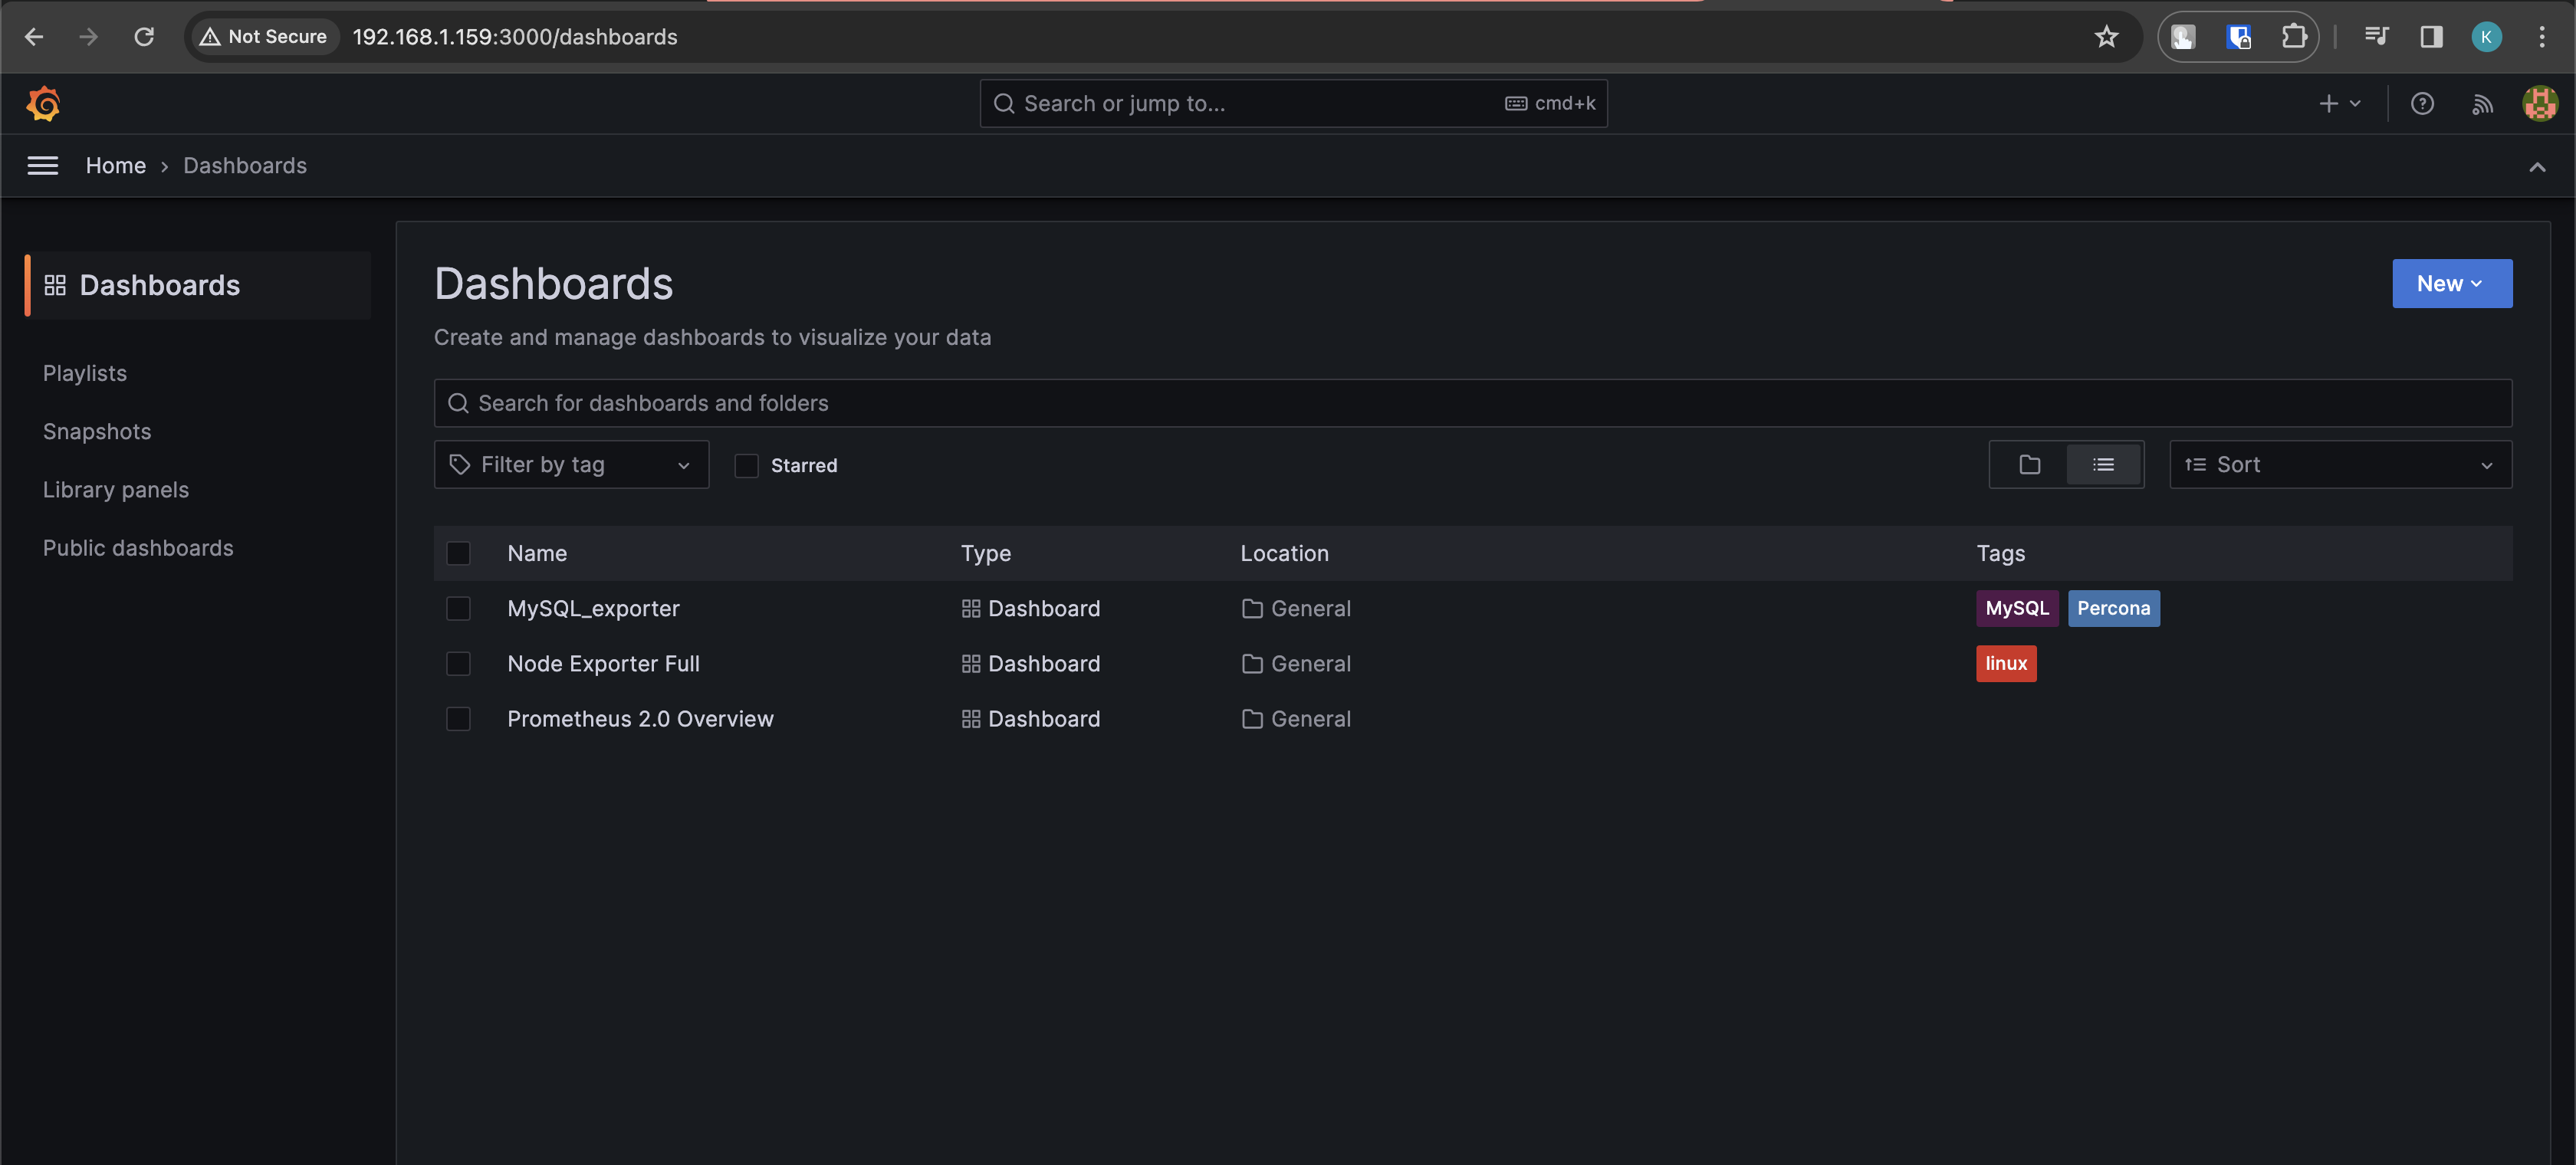 Not Secure 192.168.1.159:3000/dashboards K
Search or jump to... cmd+k
Home › Dashboards
Dashboards
Playlists
Snapshots
Library panels
Public dashboards
Dashboards
New
Create and manage dashboards to visualize your data
Search for dashboards and folders
Filter by tag Starred Sort
Name Type Location Tags
MySQL_exporter Dashboard General MySQL Percona
Node Exporter Full Dashboard General linux
Prometheus 2.0 Overview Dashboard General